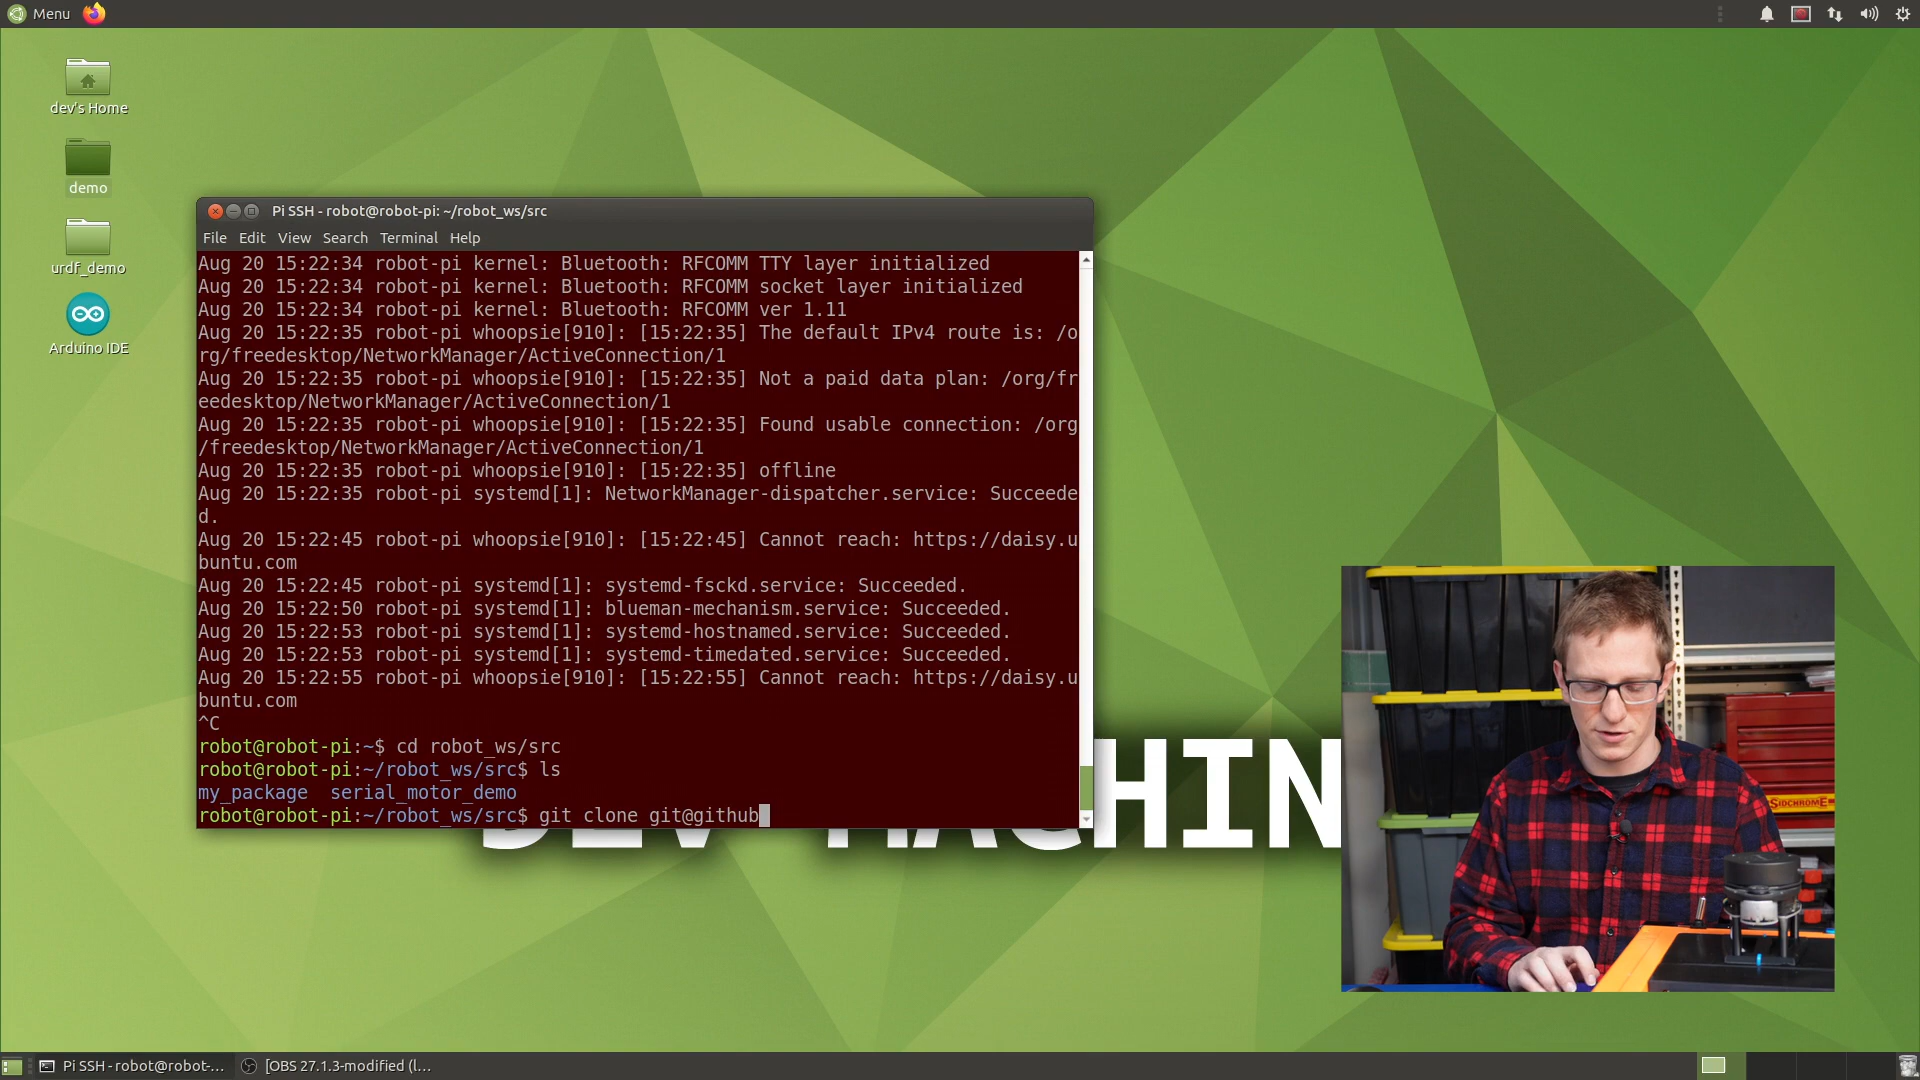 Menu
dev's Home
demo
urdf_demo
Arduino IDE
Pi SSH - robot@robot-pi: ~/robot_ws/src
File Edit View Search Terminal Help
Aug 20 15:22:34 robot-pi kernel: Bluetooth: RFCOMM TTY layer initialized
Aug 20 15:22:34 robot-pi kernel: Bluetooth: RFCOMM socket layer initialized
Aug 20 15:22:34 robot-pi kernel: Bluetooth: RFCOMM ver 1.11
Aug 20 15:22:35 robot-pi whoopsie[910]: [15:22:35] The default IPv4 route is: /o
rg/freedesktop/NetworkManager/ActiveConnection/1
Aug 20 15:22:35 robot-pi whoopsie[910]: [15:22:35] Not a paid data plan: /org/fr
eedesktop/NetworkManager/ActiveConnection/1
Aug 20 15:22:35 robot-pi whoopsie[910]: [15:22:35] Found usable connection: /org
/freedesktop/NetworkManager/ActiveConnection/1
Aug 20 15:22:35 robot-pi whoopsie[910]: [15:22:35] offline
Aug 20 15:22:35 robot-pi systemd[1]: NetworkManager-dispatcher.service: Succeede
d.
Aug 20 15:22:45 robot-pi whoopsie[910]: [15:22:45] Cannot reach: https://daisy.u
buntu.com
Aug 20 15:22:45 robot-pi systemd[1]: systemd-fsckd.service: Succeeded.
Aug 20 15:22:50 robot-pi systemd[1]: blueman-mechanism.service: Succeeded.
Aug 20 15:22:53 robot-pi systemd[1]: systemd-hostnamed.service: Succeeded.
Aug 20 15:22:53 robot-pi systemd[1]: systemd-timedated.service: Succeeded.
Aug 20 15:22:55 robot-pi whoopsie[910]: [15:22:55] Cannot reach: https://daisy.u
buntu.com
^C
robot@robot-pi:~$ cd robot_ws/src
robot@robot-pi:~/robot_ws/src$ ls
my_package  serial_motor_demo
robot@robot-pi:~/robot_ws/src$ git clone git@github
DEV MACHIN
SIDCHROME
Pi SSH - robot@robot-...
[OBS 27.1.3-modified (l...